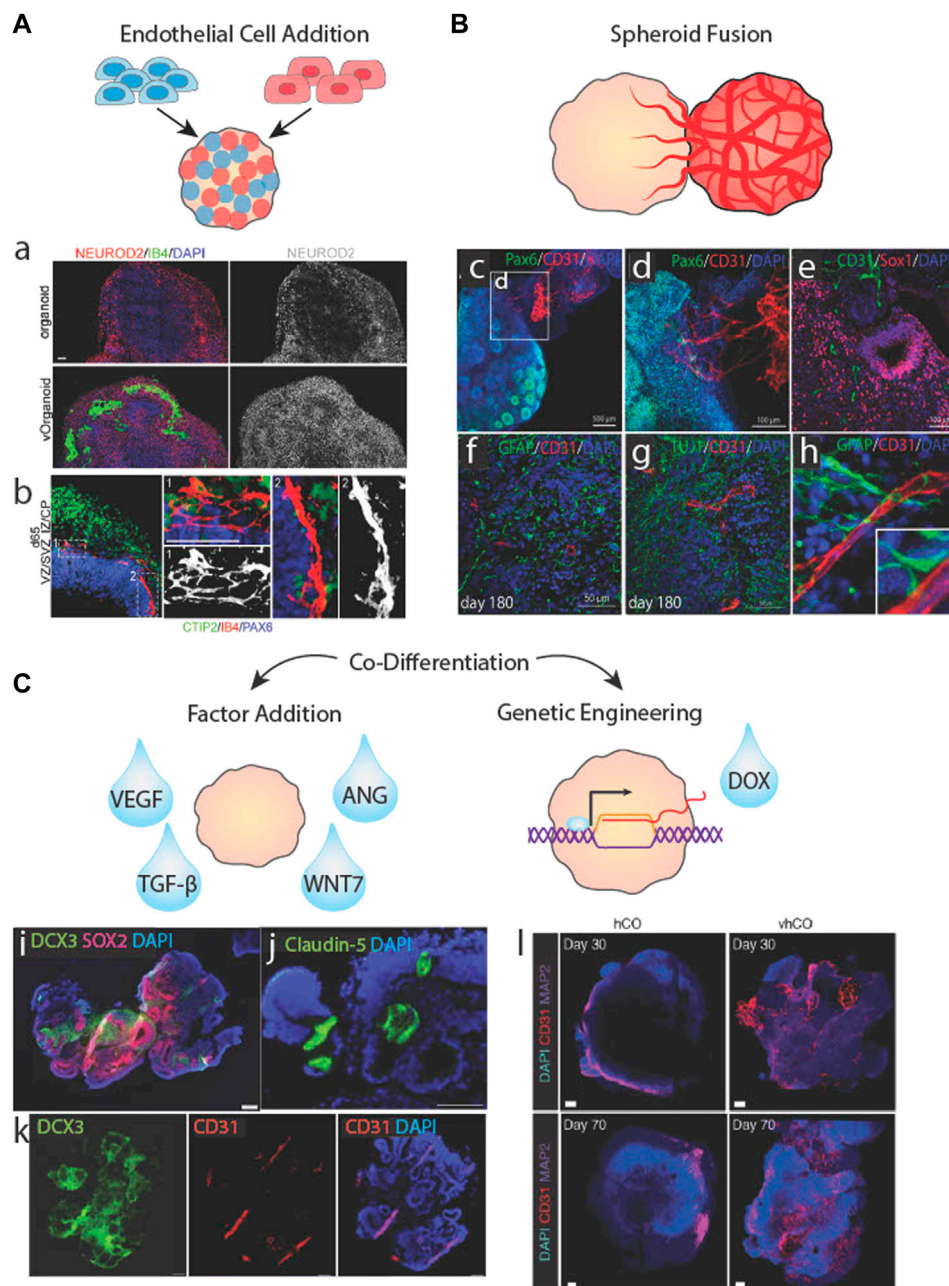 A
Endothelial Cell Addition
B
Spheroid Fusion
a
NEUROD2/IB4/DAPI
NEUROD2
organoid
vOrganoid
b
d65
VZ/SVZ IZ/CP
1
2
1
1
2
2
CTIP2/IB4/PAX6
c
Pax6/CD31/
d
500 µm
d
Pax6/CD31/DAPI
100 µm
e
CD31/Sox1/DAPI
100 µm
f
GFAP/CD31/DAPI
day 180
50 µm
g
TUJ1/CD31/DAPI
day 180
h
GFAP/CD31/DAPI
C
Co-Differentiation
Factor Addition
Genetic Engineering
VEGF
ANG
TGF-β
WNT7
DOX
i
DCX3 SOX2 DAPI
j
Claudin-5 DAPI
k
DCX3
CD31
CD31 DAPI
l
hCO
vhCO
DAPI CD31 MAP2
Day 30
Day 30
DAPI CD31 MAP2
Day 70
Day 70